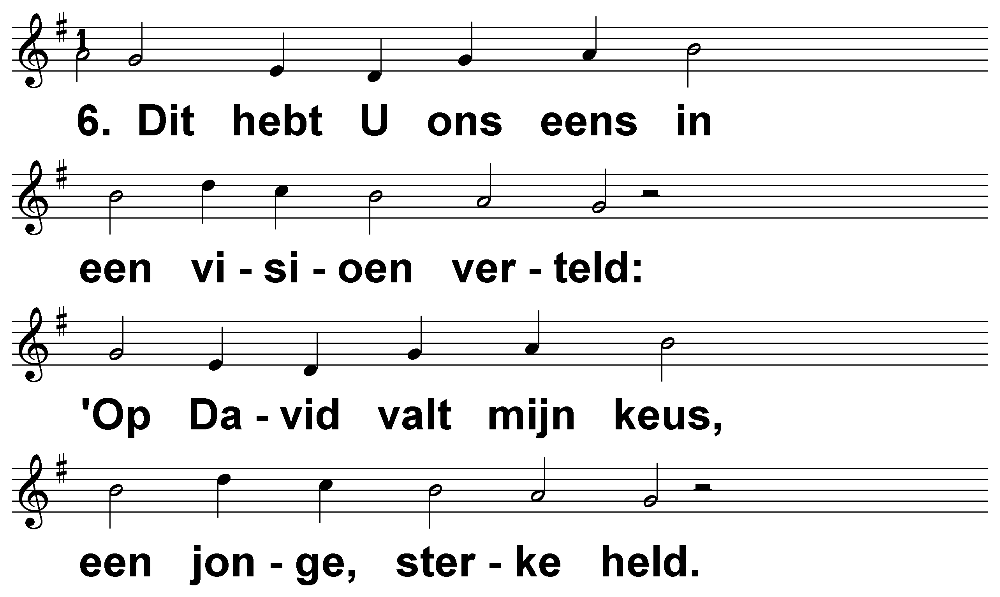 1
6. Dit hebt U ons eens in
een vi - si - oen ver - teld:
'Op Da - vid valt mijn keus,
een jon - ge, ster - ke held.